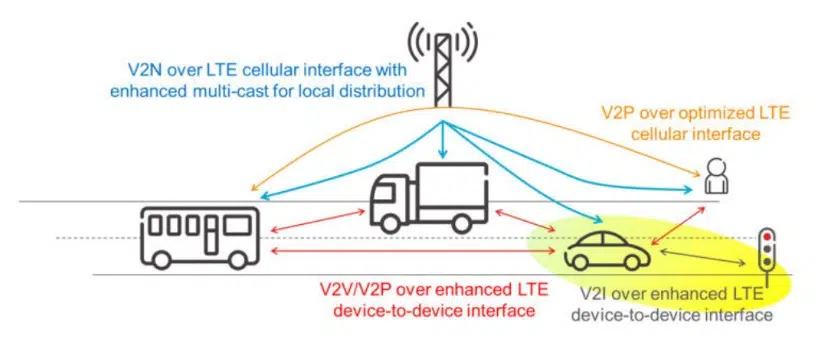 V2N over LTE cellular interface with
enhanced multi-cast for local distribution
V2P over optimized LTE
cellular interface
V2V/V2P over enhanced LTE
device-to-device interface
V2I over enhanced LTE
device-to-device interface